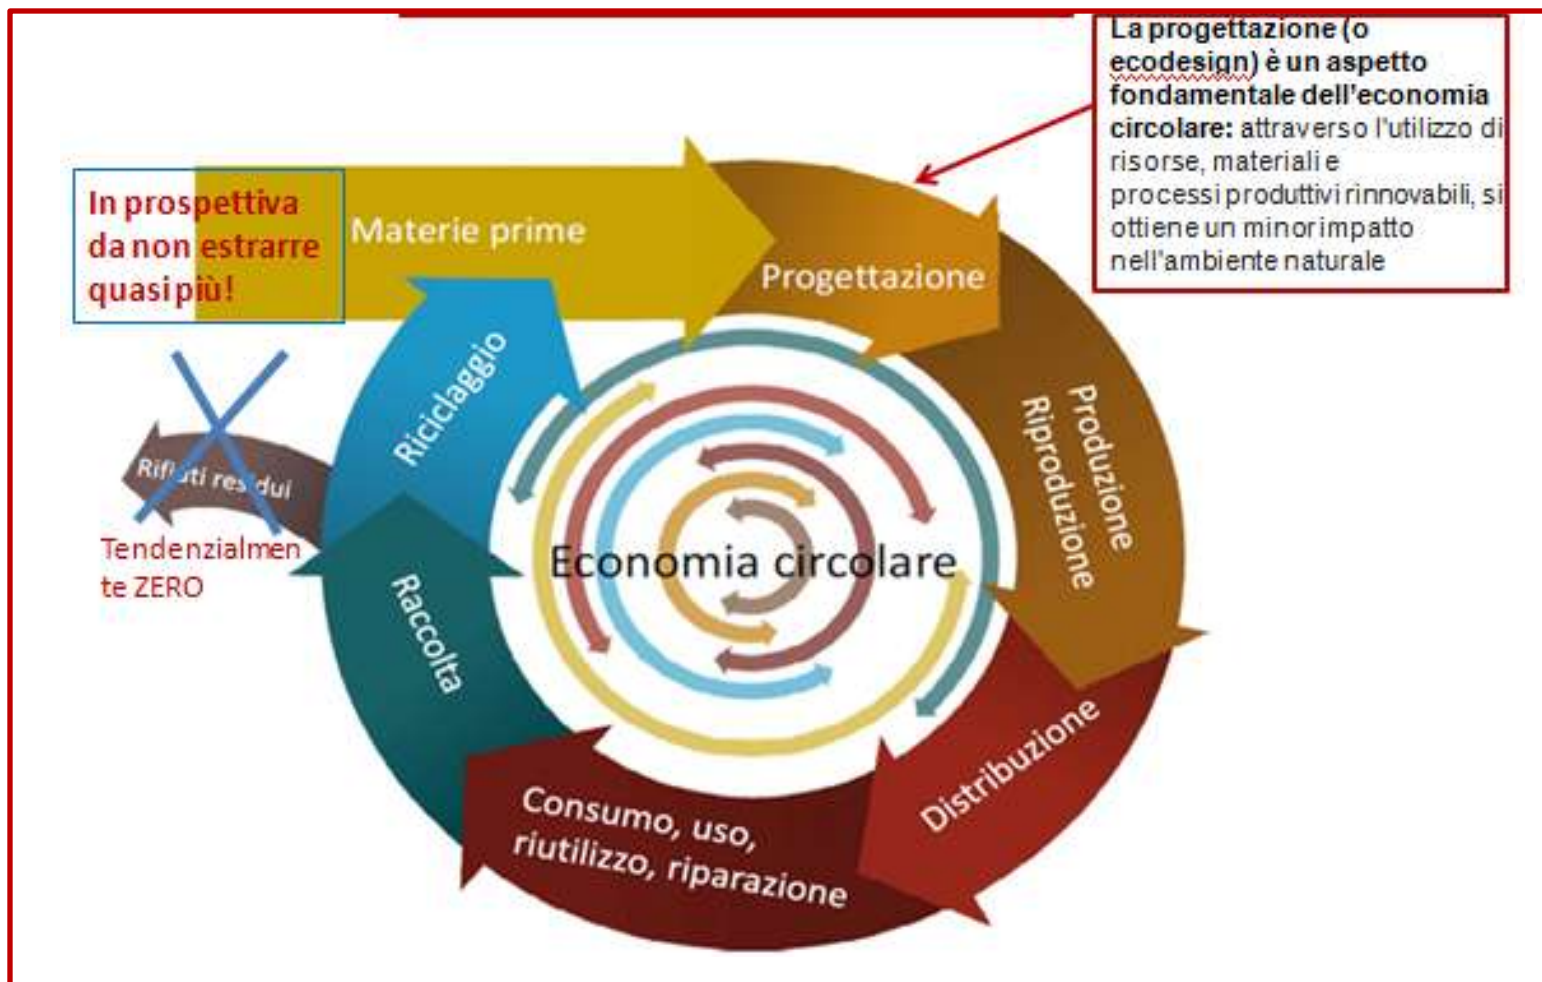 La progettazione (o
ecodesign) è un aspetto
fondamentale dell'economia
circolare: attraverso l'utilizzo di
risorse, materiali e
processi produttivi rinnovabili, si
ottiene un minor impatto
nell'ambiente naturale
In prospettiva
da non estrarre
quasi più!
Materie prime
Progettazione
Produzione
Riproduzione
Distribuzione
Consumo, uso,
riutilizzo, riparazione
Raccolta
Riciclaggio
Rifiuti residui
Tendenzialmen
te ZERO
Economia circolare